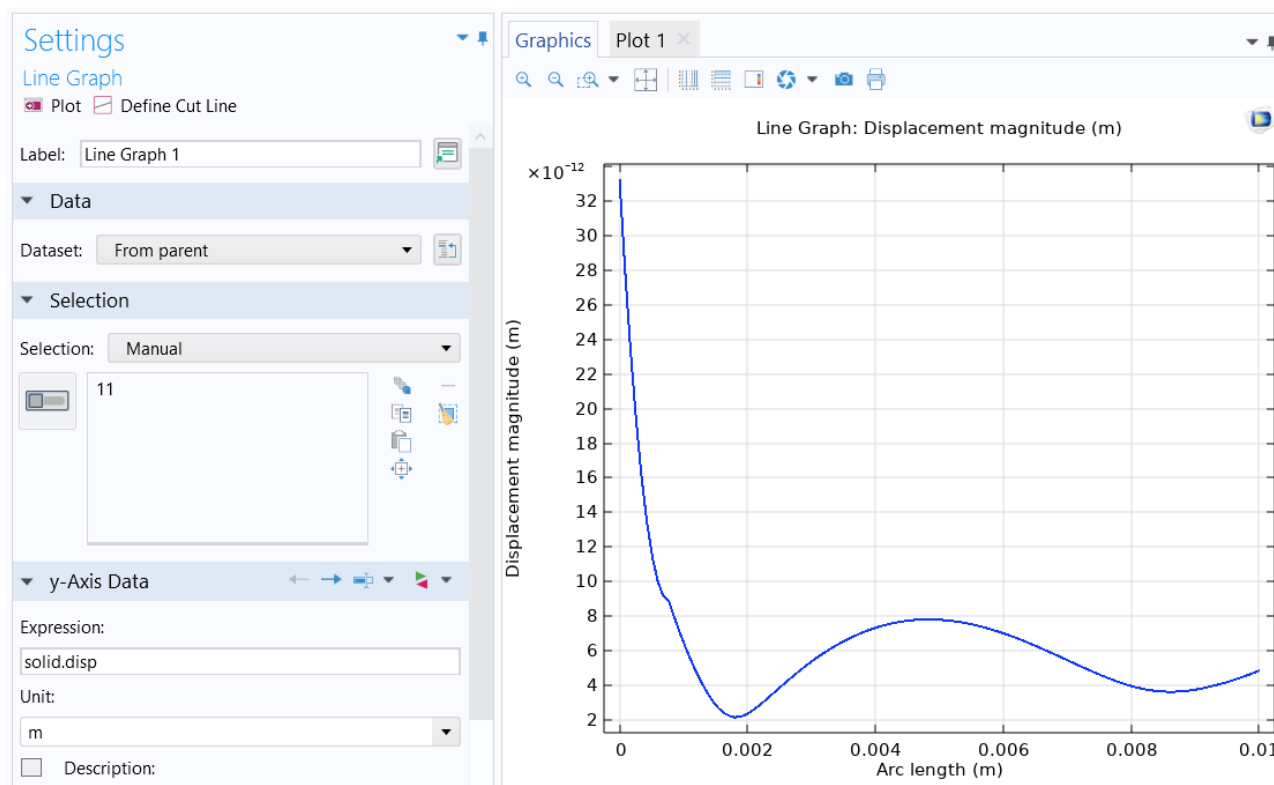 Settings
Line Graph
Plot Define Cut Line
Label: Line Graph 1
Data
Dataset: From parent
Selection
Selection: Manual
11
y-Axis Data
Expression:
solid.disp
Unit:
m
Description:
Graphics Plot 1
Line Graph: Displacement magnitude (m)
×10⁻¹²
32
30
28
26
24
22
20
18
16
14
12
10
8
6
4
2
Displacement magnitude (m)
0 0.002 0.004 0.006 0.008 0.01
Arc length (m)